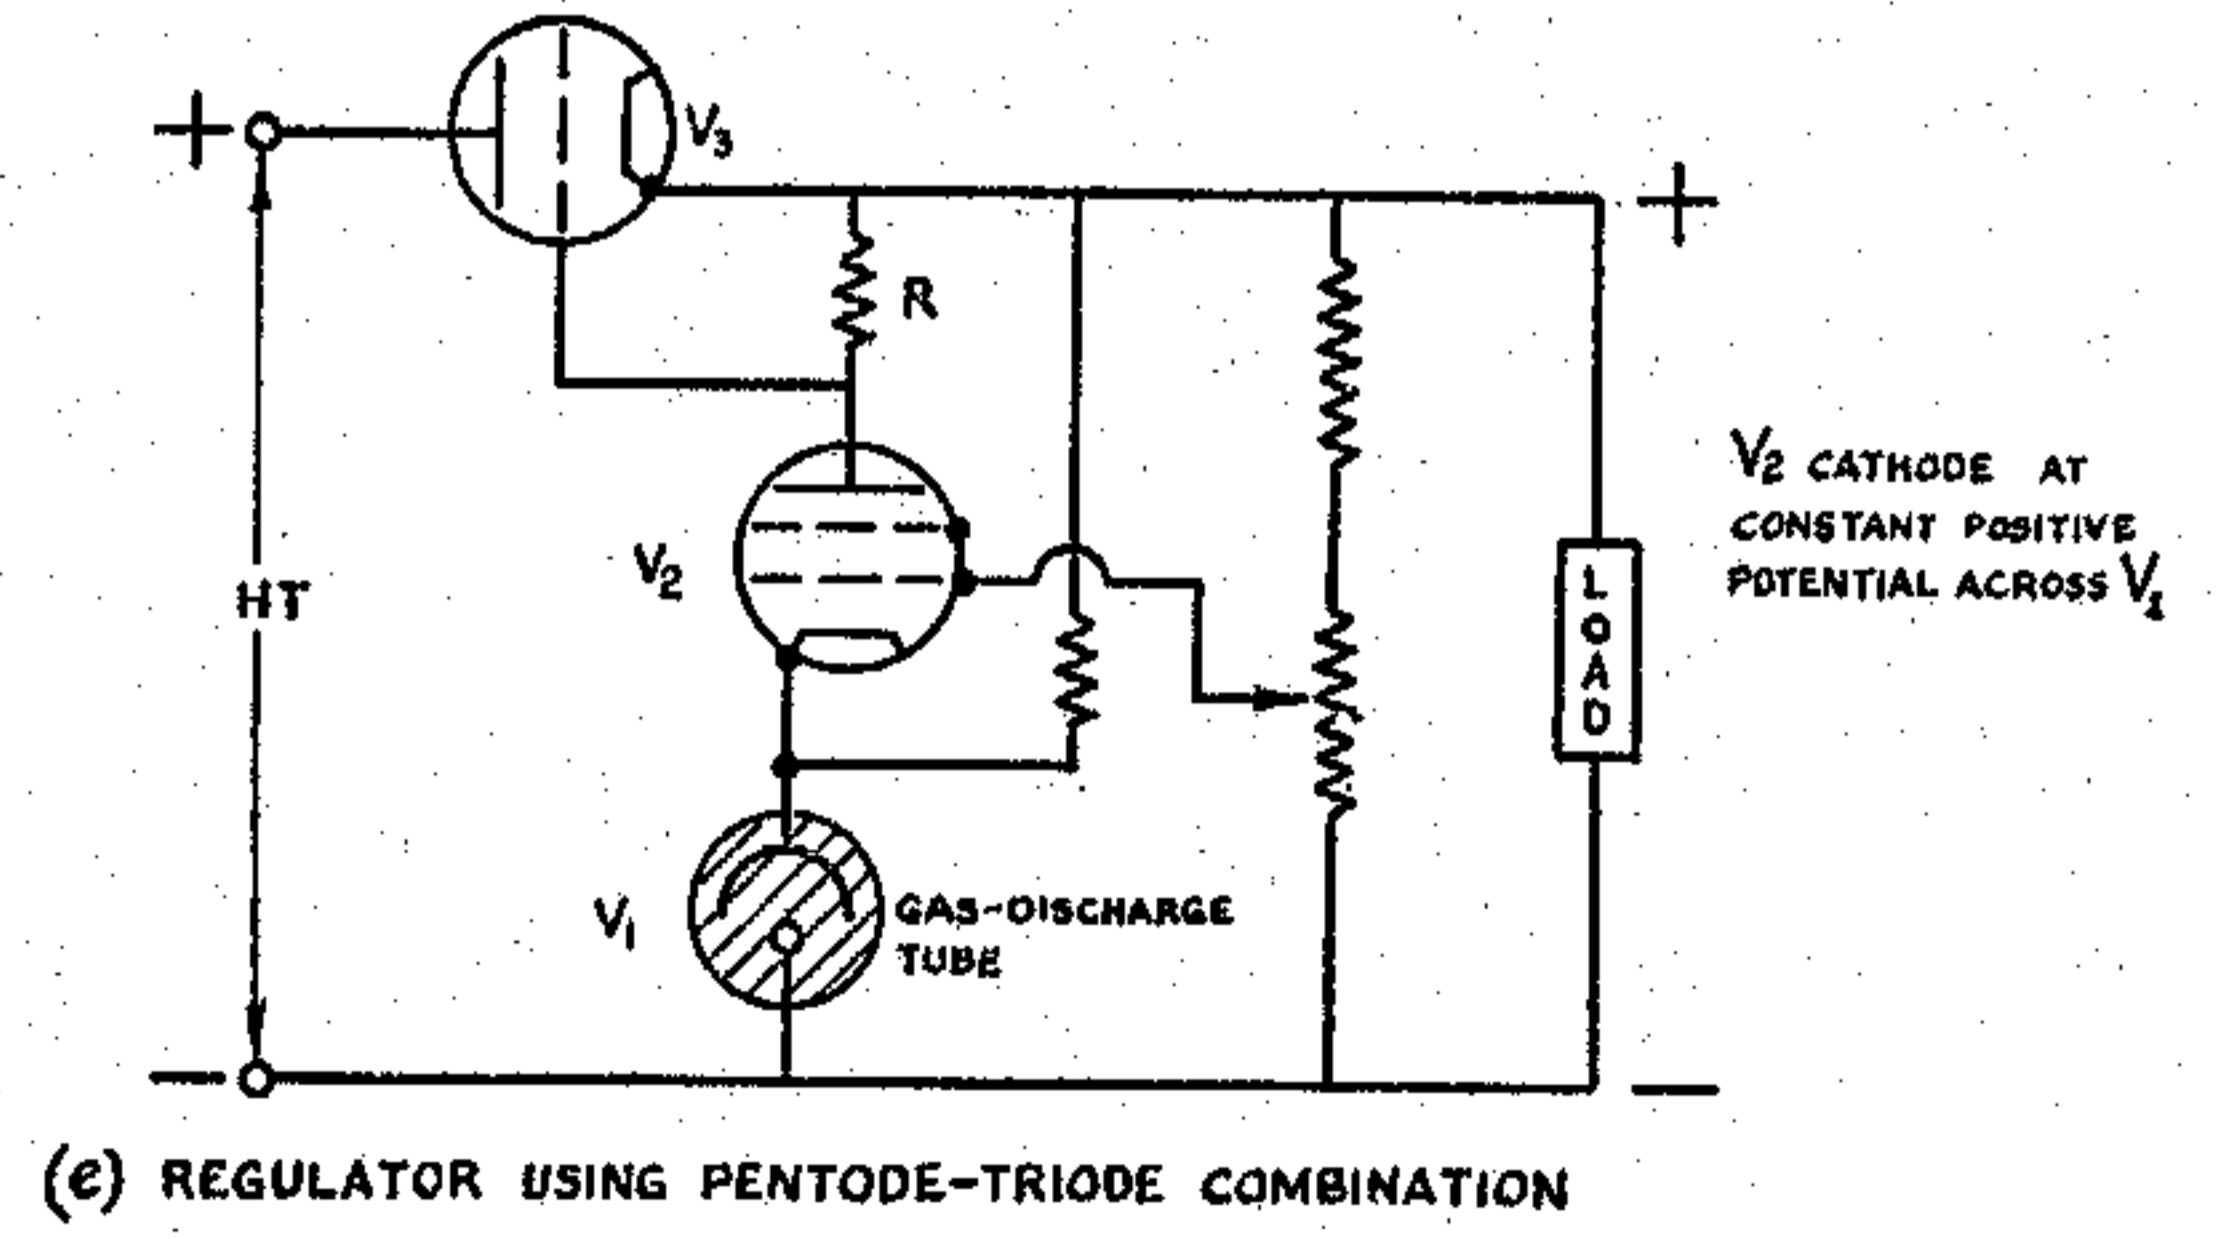 +
V3
+
R
V2 CATHODE AT
CONSTANT POSITIVE
POTENTIAL ACROSS V1
V2
HT
LOAD
V1
GAS-DISCHARGE
TUBE
−
−
(e) REGULATOR USING PENTODE-TRIODE COMBINATION